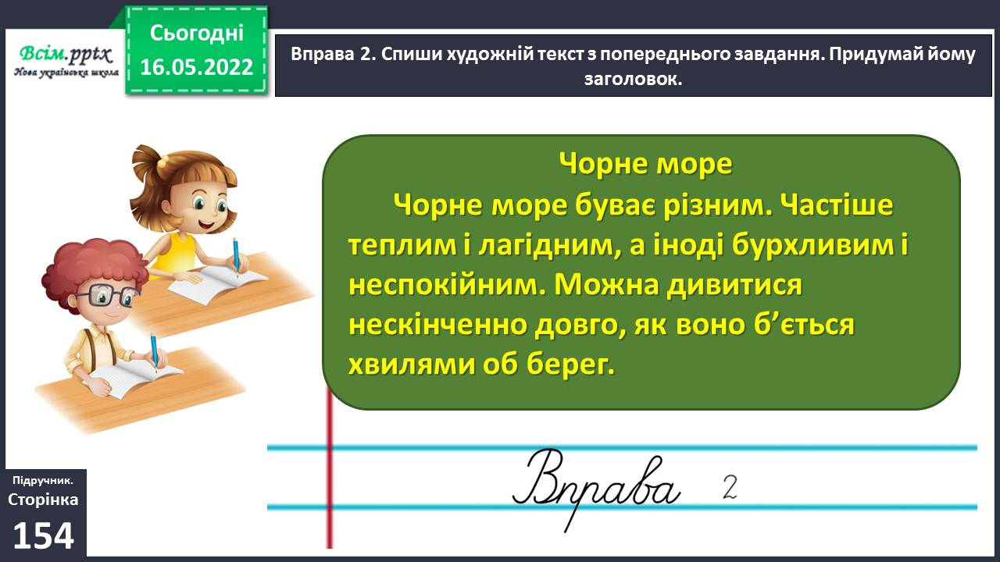 Всім.pptx
Нова українська школа
Сьогодні
16.05.2022
Вправа 2. Спиши художній текст з попереднього завдання. Придумай йому
заголовок.
Чорне море
Чорне море буває різним. Частіше
теплим і лагідним, а іноді бурхливим і
неспокійним. Можна дивитися
нескінченно довго, як воно б’ється
хвилями об берег.
Вправа 2
Підручник.
Сторінка
154